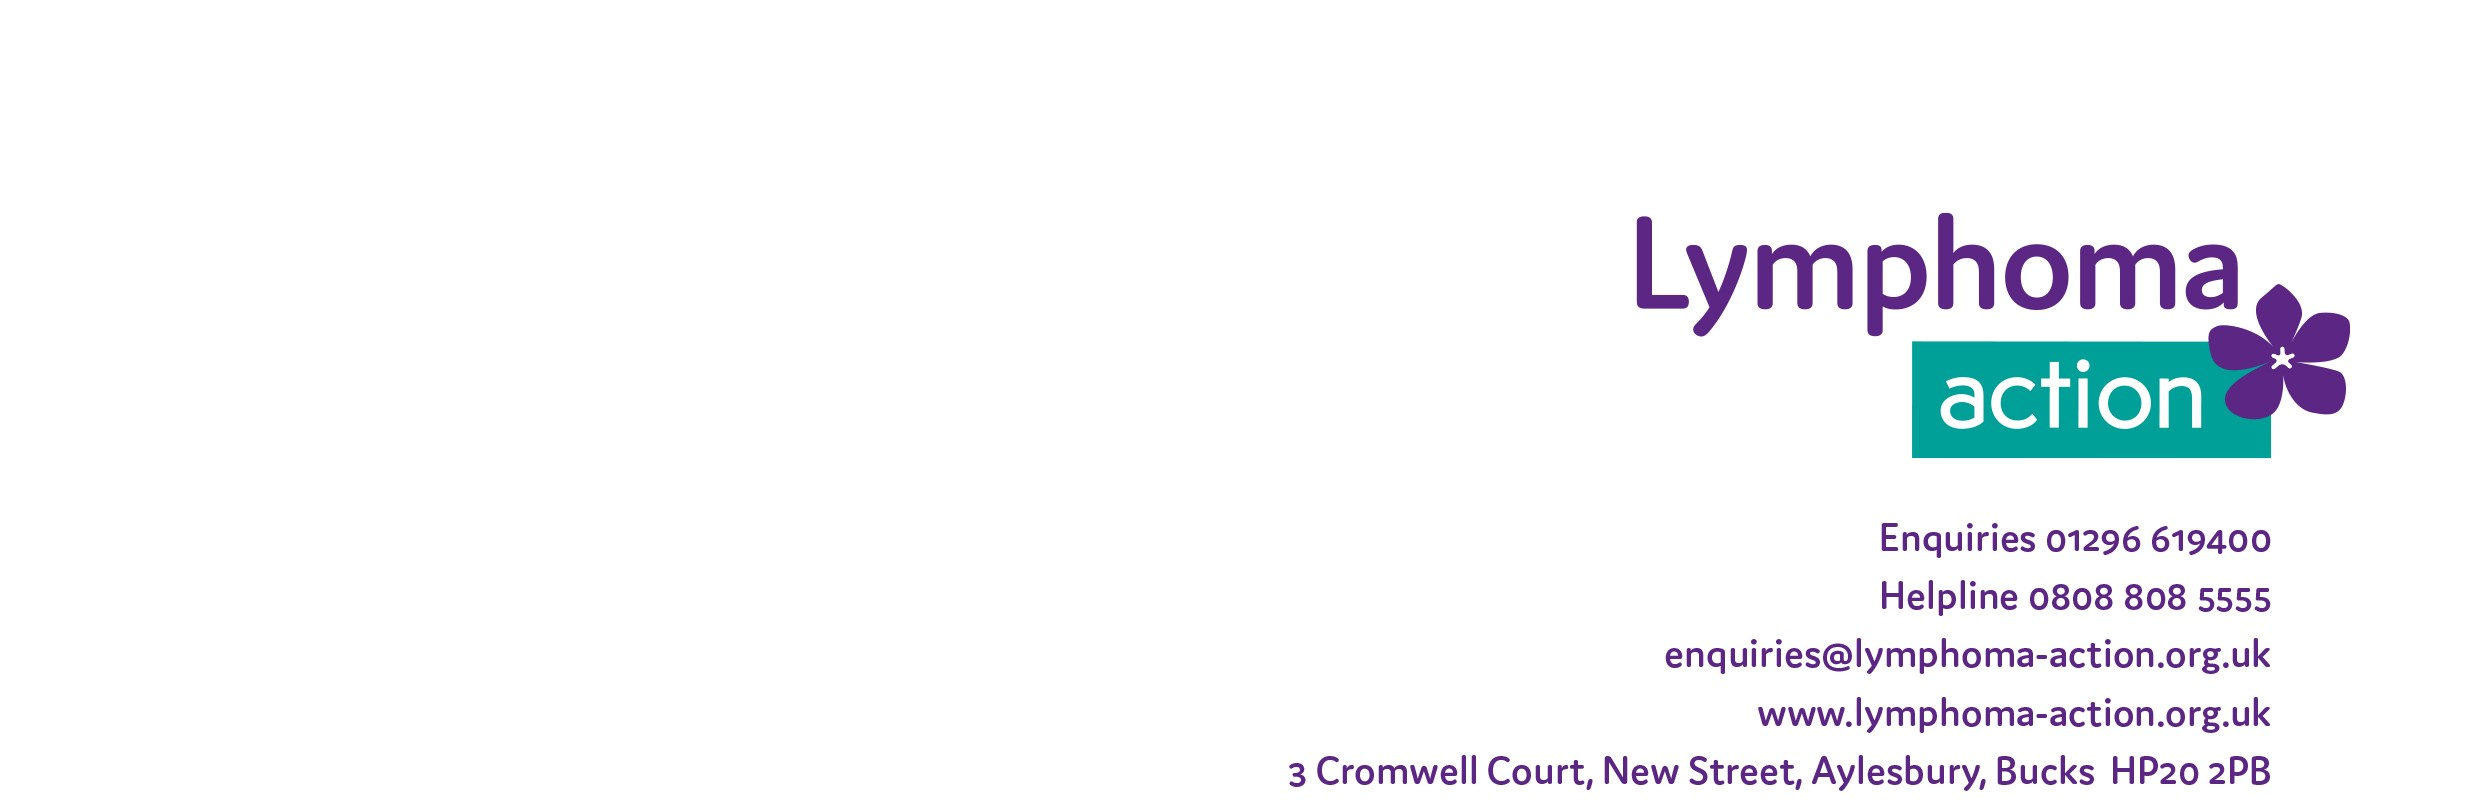 Lymphoma
action
Enquiries 01296 619400
Helpline 0808 808 5555
enquiries@lymphoma-action.org.uk
www.lymphoma-action.org.uk
3 Cromwell Court, New Street, Aylesbury, Bucks  HP20 2PB